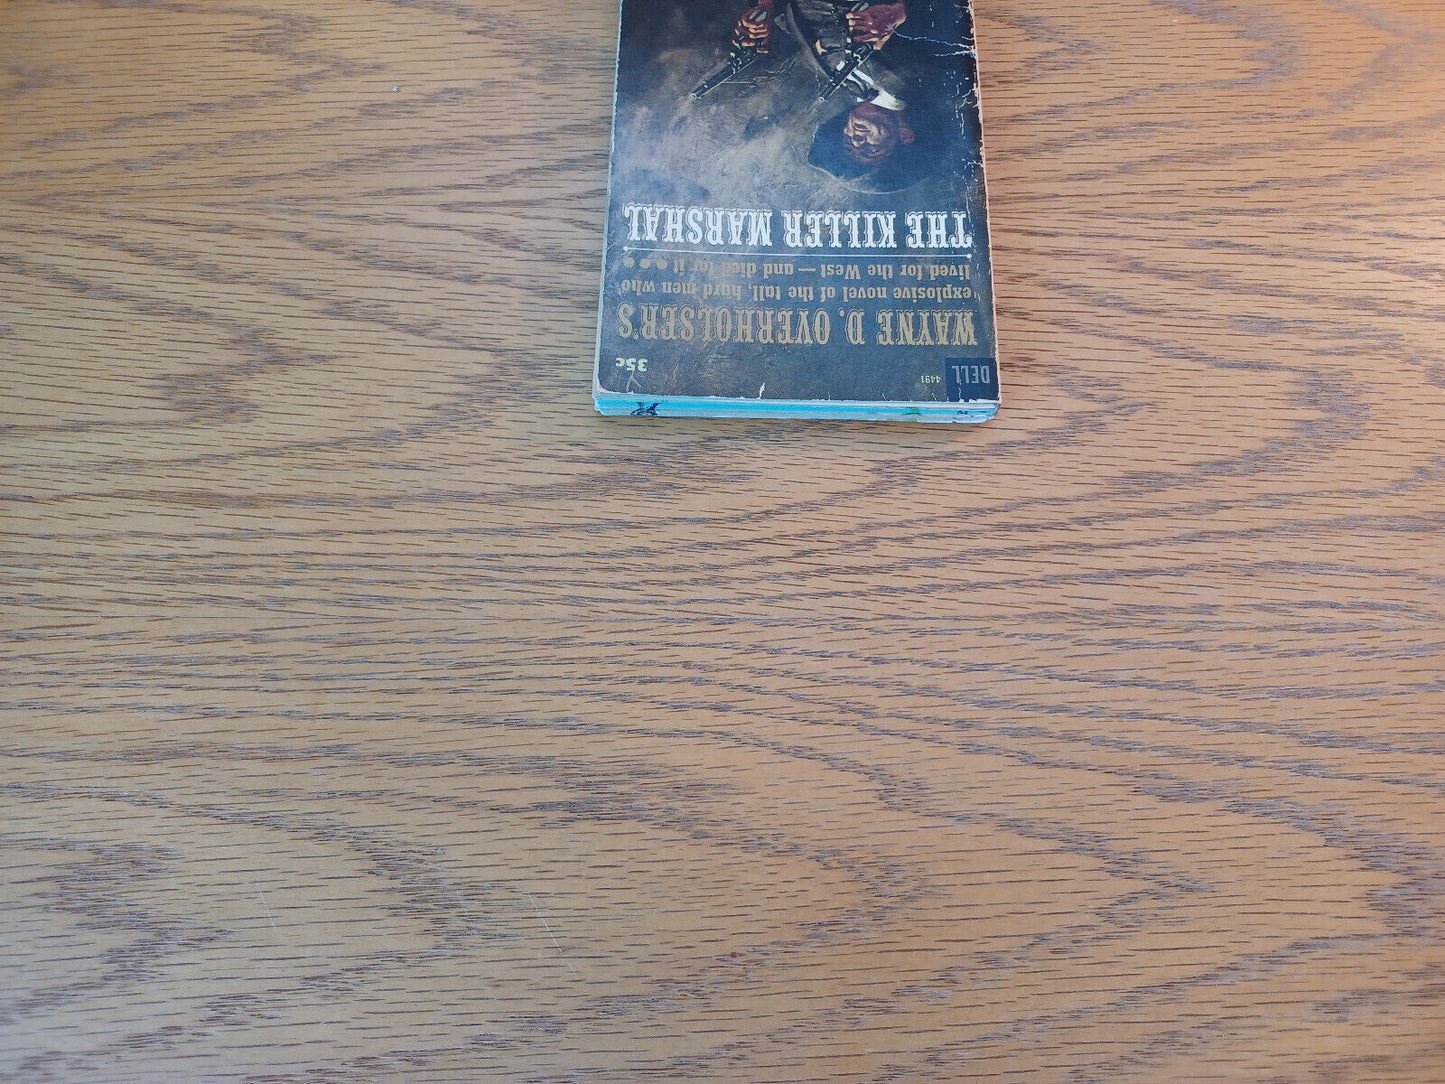 DELL 4491 35c
WAYNE D. OVERHOLSER'S
explosive novel of the tall, hard men who
lived for the West — and died for it • • •
THE KILLER MARSHAL